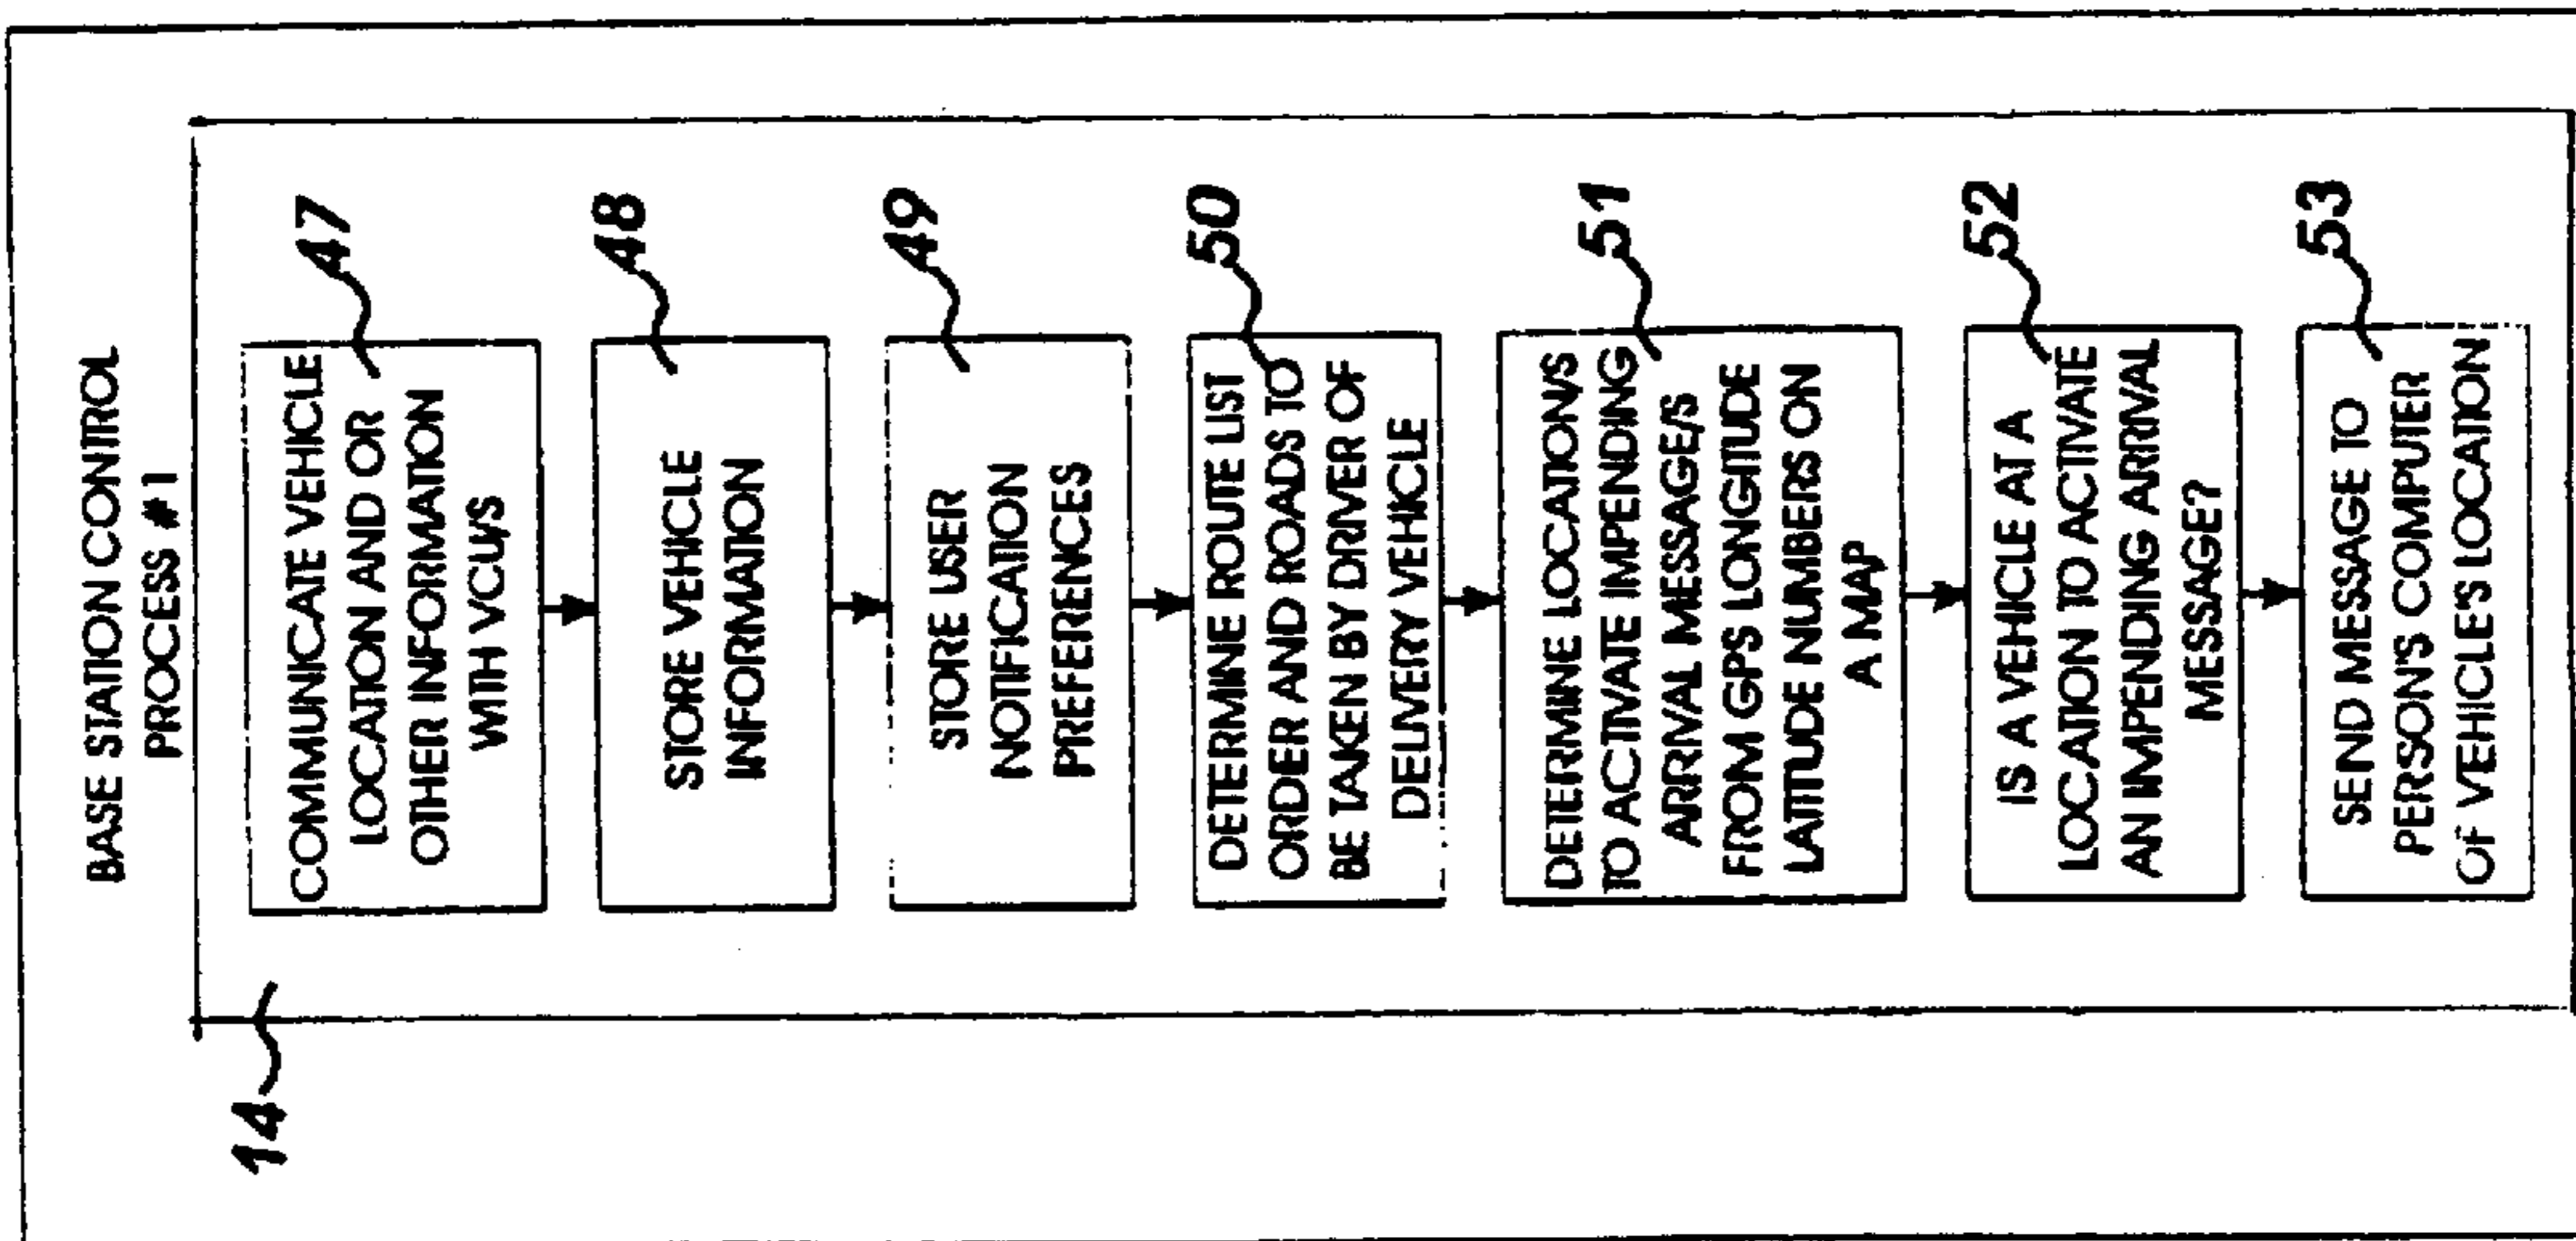 BASE STATION CONTROL
PROCESS #1
14
COMMUNICATE VEHICLE
LOCATION AND OR
OTHER INFORMATION
WITH VCU/S
47
STORE VEHICLE
INFORMATION
48
STORE USER
NOTIFICATION
PREFERENCES
49
DETERMINE ROUTE LIST
ORDER AND ROADS TO
BE TAKEN BY DRIVER OF
DELIVERY VEHICLE
50
DETERMINE LOCATION/S
TO ACTIVATE IMPENDING
ARRIVAL MESSAGE/S
FROM GPS LONGTITUDE
LATITUDE NUMBERS ON
A MAP
51
IS A VEHICLE AT A
LOCATION TO ACTIVATE
AN IMPENDING ARRIVAL
MESSAGE?
52
SEND MESSAGE TO
PERSON'S COMPUTER
OF VEHICLE'S LOCATION
53